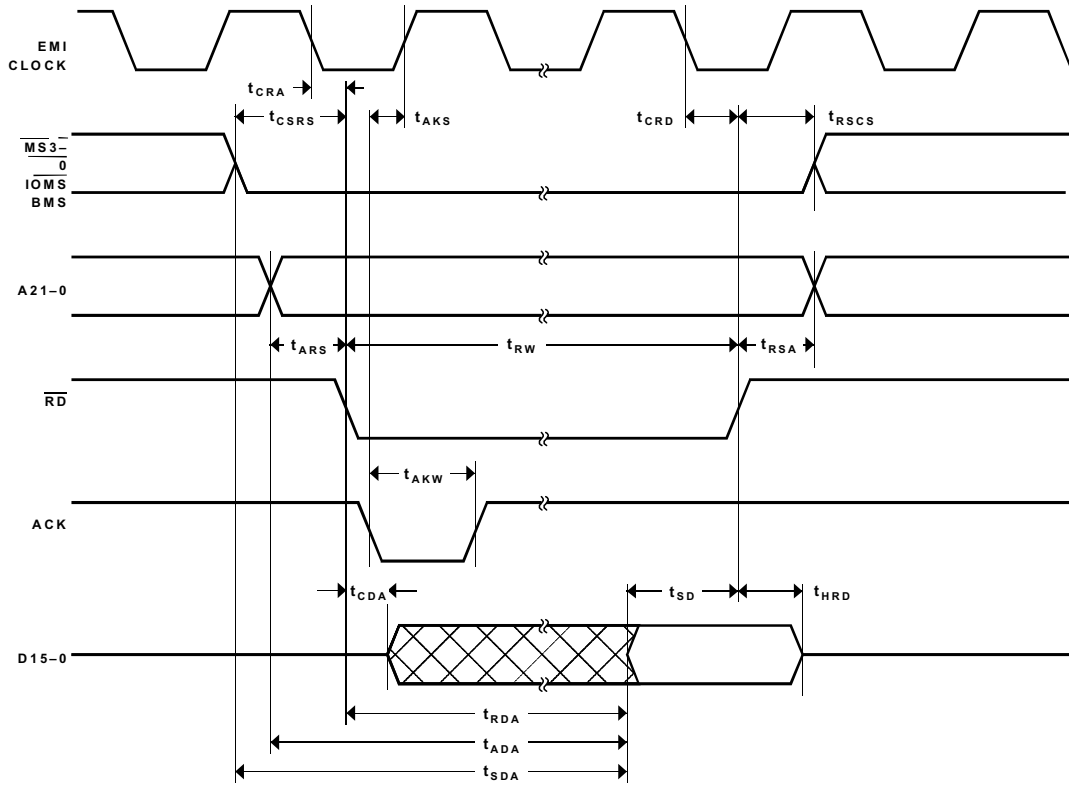 EMI
CLOCK
tCRA
tCSRS
tAKS
tCRD
tRSCS
MS3–
0
IOMS
BMS
A21–0
tARS
tRW
tRSA
RD
tAKW
ACK
tCDA
tSD
tHRD
D15–0
tRDA
tADA
tSDA